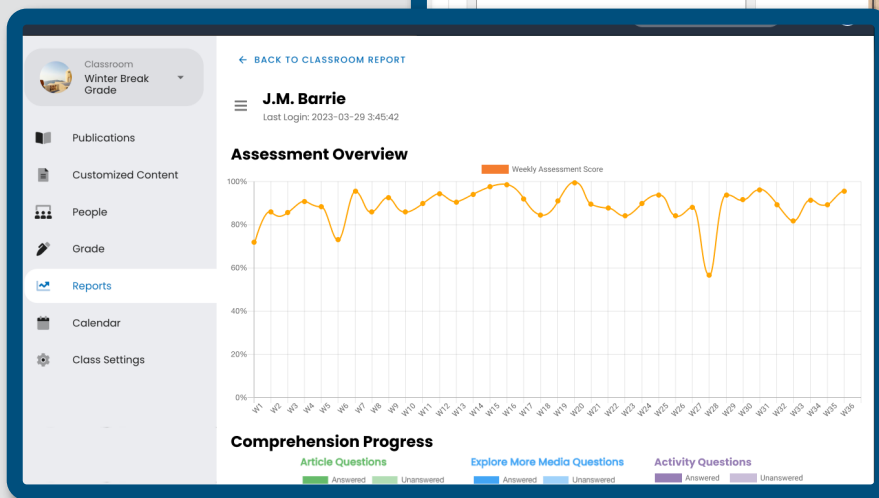 Classroom
Winter Break
Grade
Publications
Customized Content
People
Grade
Reports
Calendar
Class Settings
← BACK TO CLASSROOM REPORT
J.M. Barrie
Last Login: 2023-03-29 3:45:42
Assessment Overview
Weekly Assessment Score
100%
80%
60%
40%
20%
0%
W1 W2 W3 W4 W5 W6 W7 W8 W9 W10 W11 W12 W13 W14 W15 W16 W17 W18 W19 W20 W21 W22 W23 W24 W25 W26 W27 W28 W29 W30 W31 W32 W33 W34 W35 W36
Comprehension Progress
Article Questions Explore More Media Questions Activity Questions
Answered Unanswered Answered Unanswered Answered Unanswered